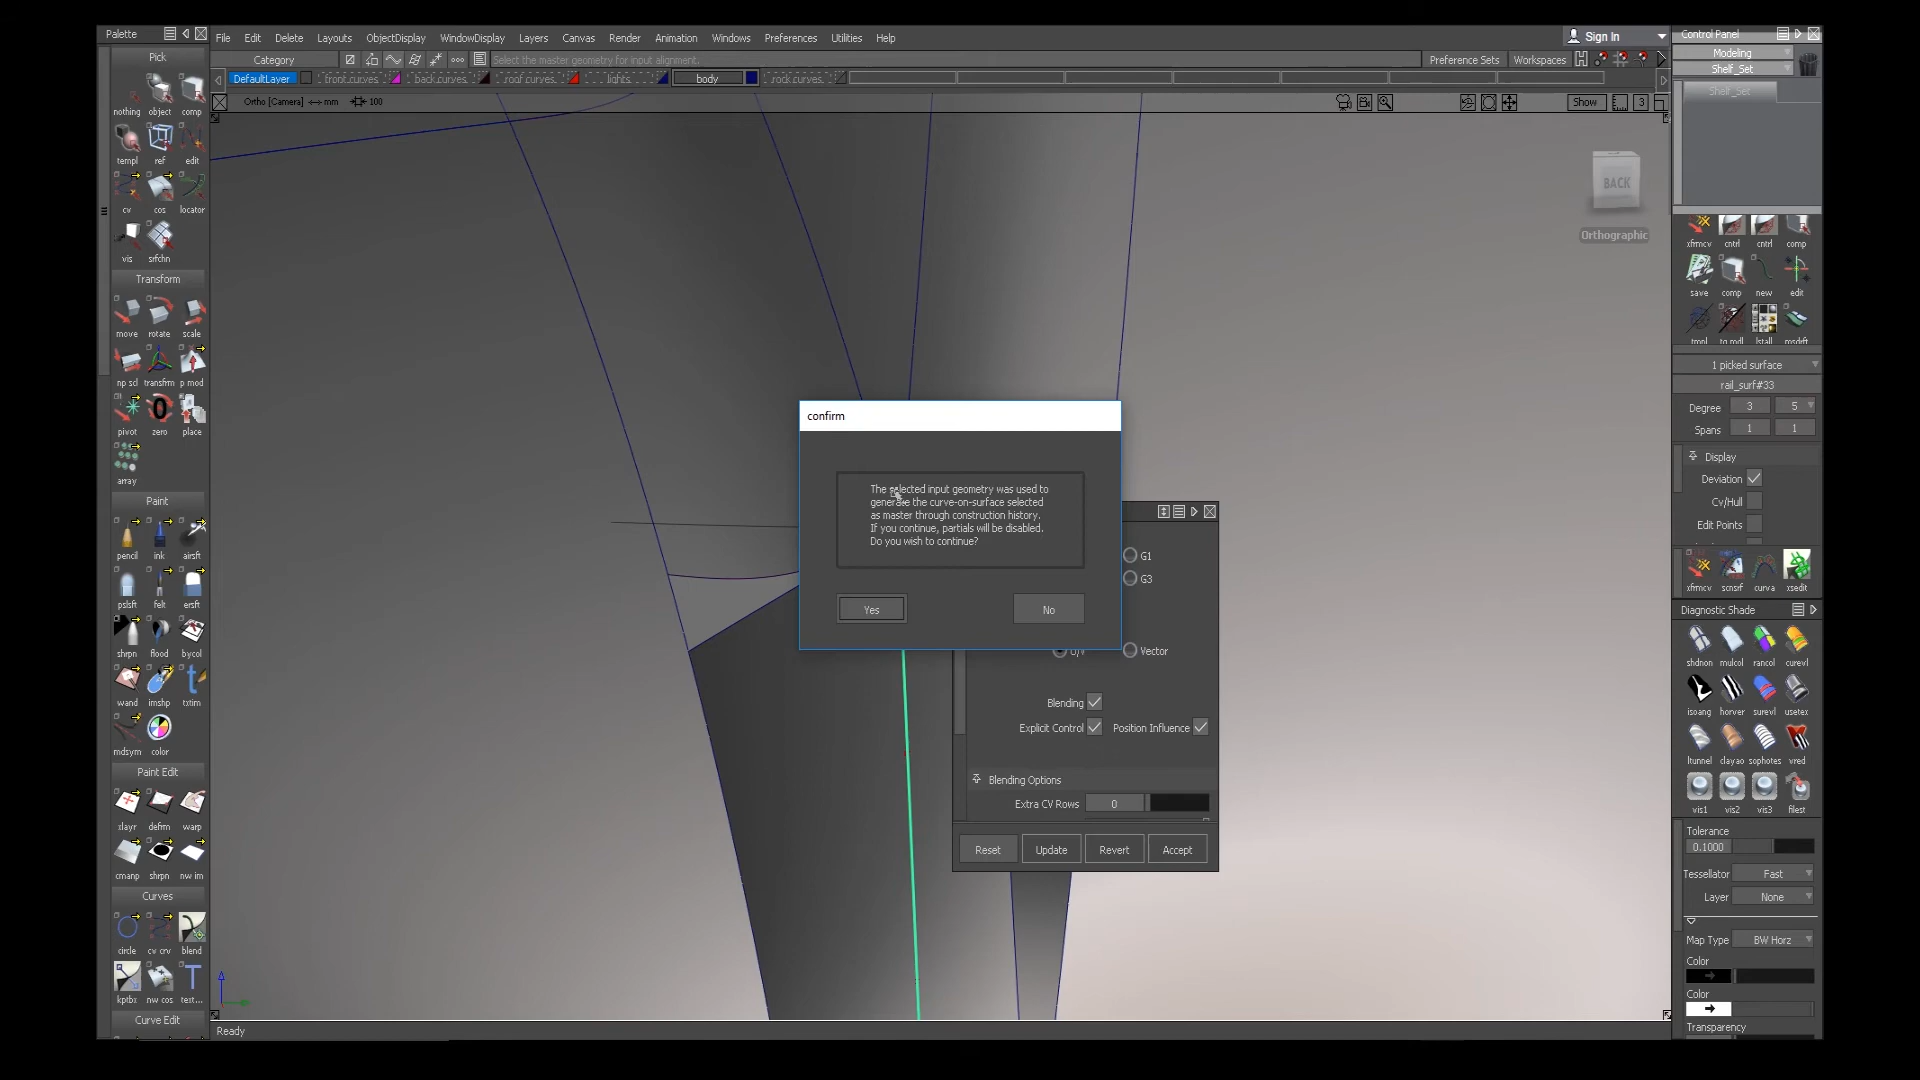 Palette
File Edit Delete Layouts ObjectDisplay WindowDisplay Layers Canvas Render Animation Windows Preferences Utilities Help
Sign In
Control Panel
Category
Select the master geometry for input alignment.
Preference Sets
Workspaces
Modeling
Shelf_Set
DefaultLayer front curves back curves roof curves lights body rock curves
Ortho [Camera] <-> mm 100
Show
3
Shelf_Set
Pick
nothing object comp
templ ref edit
cv cos locator
vis srfchn
Transform
move rotate scale
np scl transfrm p mod
pivot zero place
array
Paint
pencil ink airsft
pslsft felt ersft
shrpn flood bycol
wand imshp txtim
mdsym color
Paint Edit
xlayr defrm warp
cmanp shrpn nw im
Curves
circle cv crv blend
kptbx nw cos text...
Curve Edit
BACK
Orthographic
confirm
The selected input geometry was used to
generate the curve-on-surface selected
as master through construction history.
If you continue, partials will be disabled.
Do you wish to continue?
Yes
No
G1
G3
U/V
Vector
Blending
Explicit Control
Position Influence
Blending Options
Extra CV Rows 0
Reset Update Revert Accept
xfrmcv cntrl cntrl comp
save comp new edit
tmpl tg mdl lstall msdrft
1 picked surface
rail_surf#33
Degree 3 5
Spans 1 1
Display
Deviation
Cv/Hull
Edit Points
xfrmcv scnsrf curva xsedit
Diagnostic Shade
shdnon mulcol rancol curevl
isoang horver surevl usetex
ltunnel clayao sophotes vred
vis1 vis2 vis3 filest
Tolerance
0.1000
Tessellator Fast
Layer None
Map Type BW Horz
Color
Color
Transparency
Ready